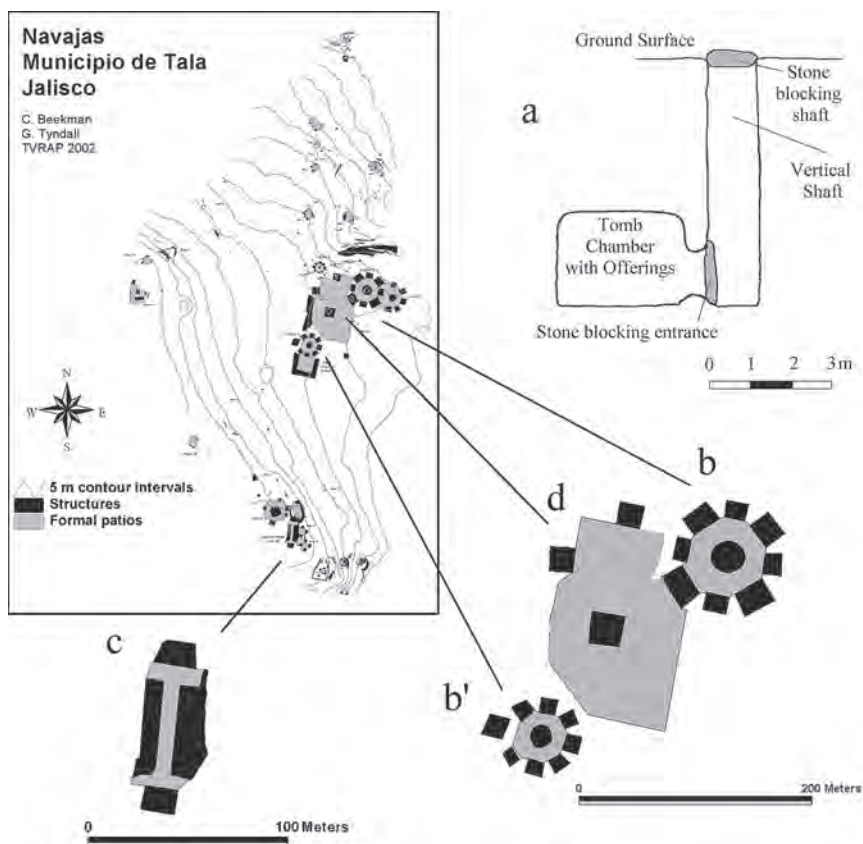 Navajas
Municipio de Tala
Jalisco
C. Beekman
G. Tyndall
TVRAP 2002
N
W
E
S
5 m contour intervals
Structures
Formal patios
a
Ground Surface
Stone
blocking
shaft
Vertical
Shaft
Tomb
Chamber
with Offerings
Stone blocking entrance
0 1 2 3 m
b
d
c
b'
0 100 Meters
0 200 Meters